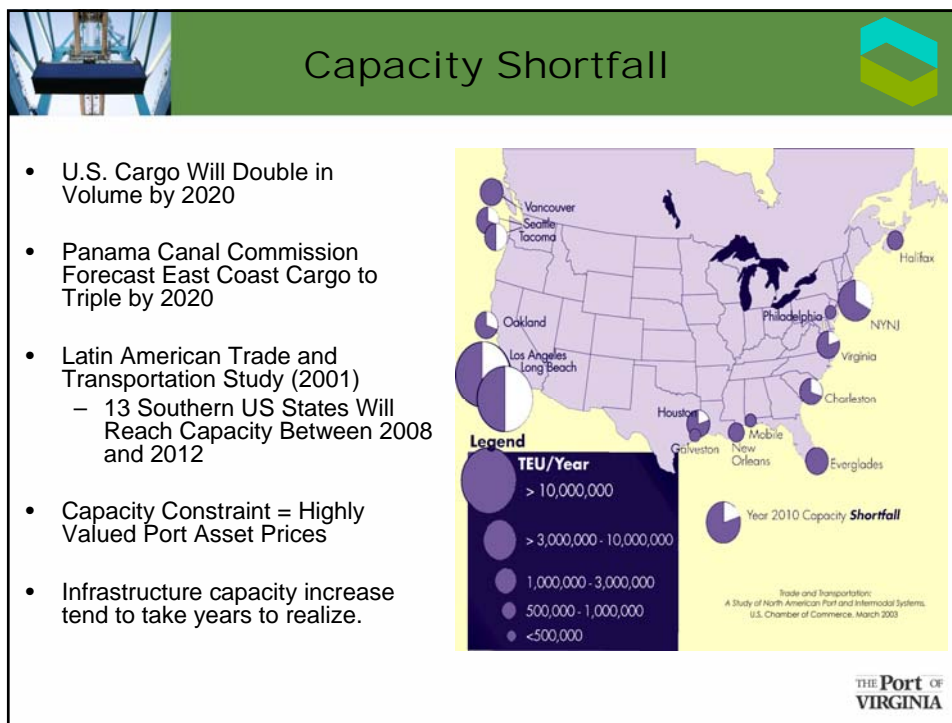 Capacity Shortfall
• U.S. Cargo Will Double in
Volume by 2020
• Panama Canal Commission
Forecast East Coast Cargo to
Triple by 2020
• Latin American Trade and
Transportation Study (2001)
– 13 Southern US States Will
Reach Capacity Between 2008
and 2012
• Capacity Constraint = Highly
Valued Port Asset Prices
• Infrastructure capacity increase
tend to take years to realize.
Vancouver
Seattle
Tacoma
Halifax
Oakland
Philadelphia
NYNJ
Los Angeles
Long Beach
Virginia
Charleston
Houston
Galveston
Mobile
New
Orleans
Everglades
Legend
TEU/Year
> 10,000,000
> 3,000,000 - 10,000,000
1,000,000 - 3,000,000
500,000 - 1,000,000
<500,000
Year 2010 Capacity Shortfall
Trade and Transportation:
A Study of North American Port and Intermodal Systems,
U.S. Chamber of Commerce, March 2003
THE Port OF
VIRGINIA